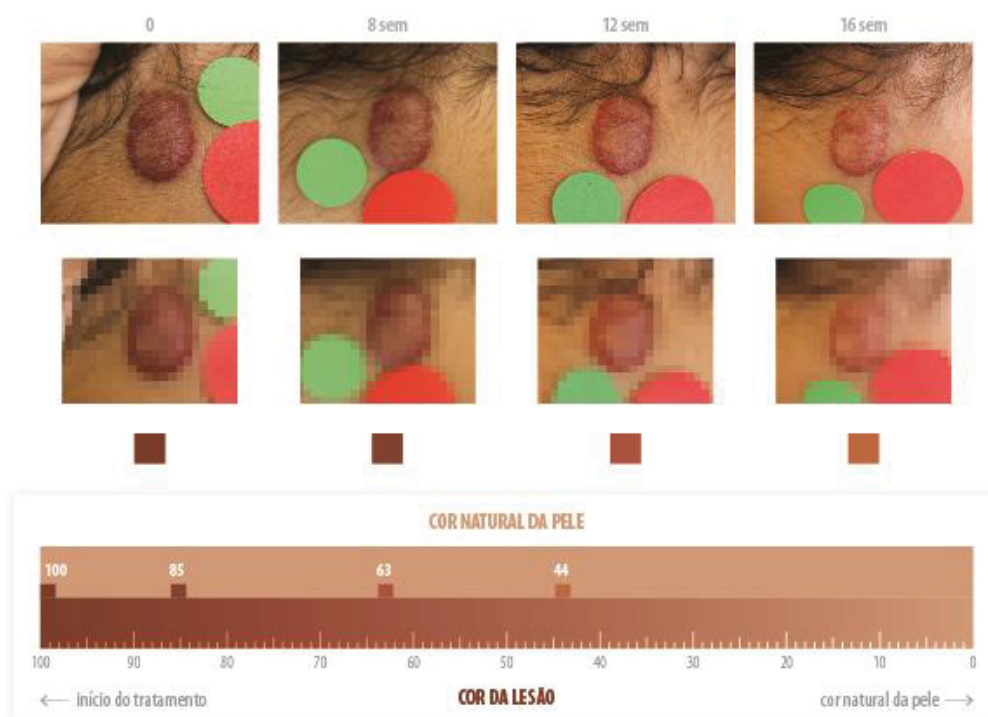 0 8 sem 12 sem 16 sem
COR NATURAL DA PELE
100 85 63 44
100 90 80 70 60 50 40 30 20 10 0
← início do tratamento COR DA LESÃO cor natural da pele →